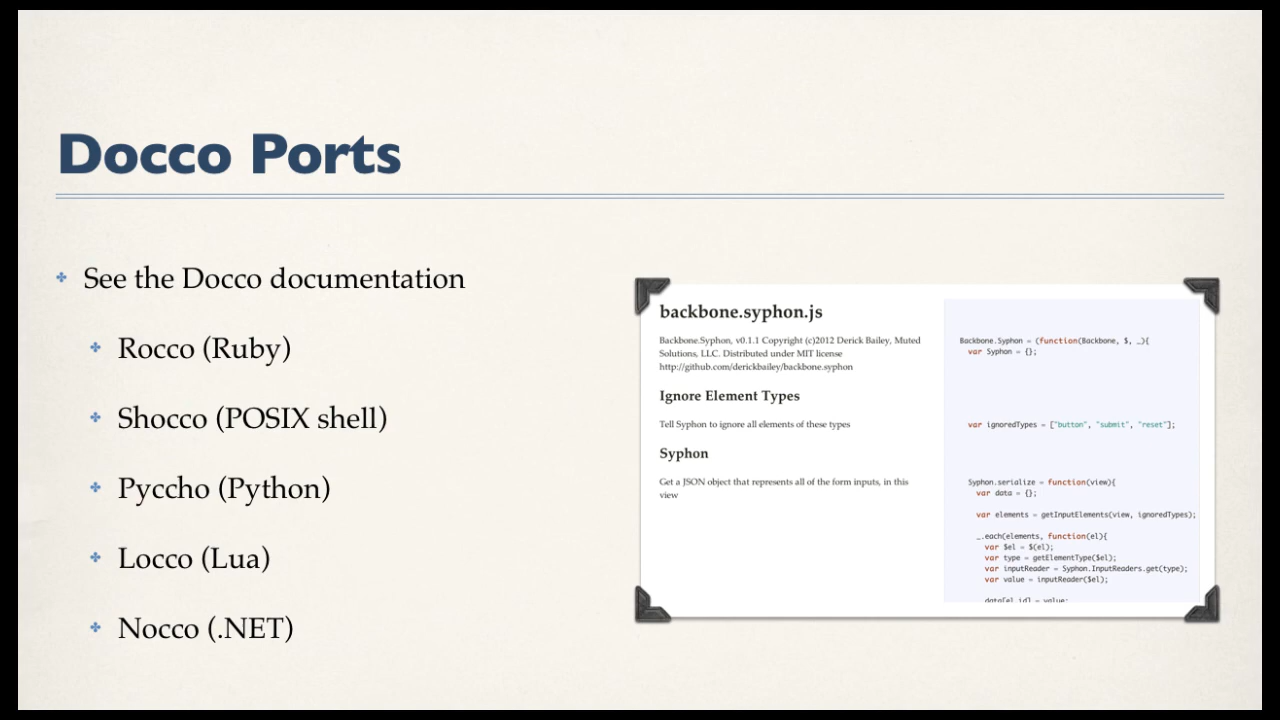 Docco Ports
See the Docco documentation
Rocco (Ruby)
Shocco (POSIX shell)
Pyccho (Python)
Locco (Lua)
Nocco (.NET)
backbone.syphon.js
Backbone.Syphon, v0.1.1 Copyright (c)2012 Derick Bailey, Muted
Solutions, LLC. Distributed under MIT license
http://github.com/derickbailey/backbone.syphon
Ignore Element Types
Tell Syphon to ignore all elements of these types
Syphon
Get a JSON object that represents all of the form inputs, in this
view
Backbone.Syphon = (function(Backbone, $, _){
var Syphon = {};
var ignoredTypes = ["button", "submit", "reset"];
Syphon.serialize = function(view){
var data = {};
var elements = getInputElements(view, ignoredTypes);
_.each(elements, function(el){
var $el = $(el);
var type = getElementType($el);
var inputReader = Syphon.InputReaders.get(type);
var value = inputReader($el);
data[el.id] = value;